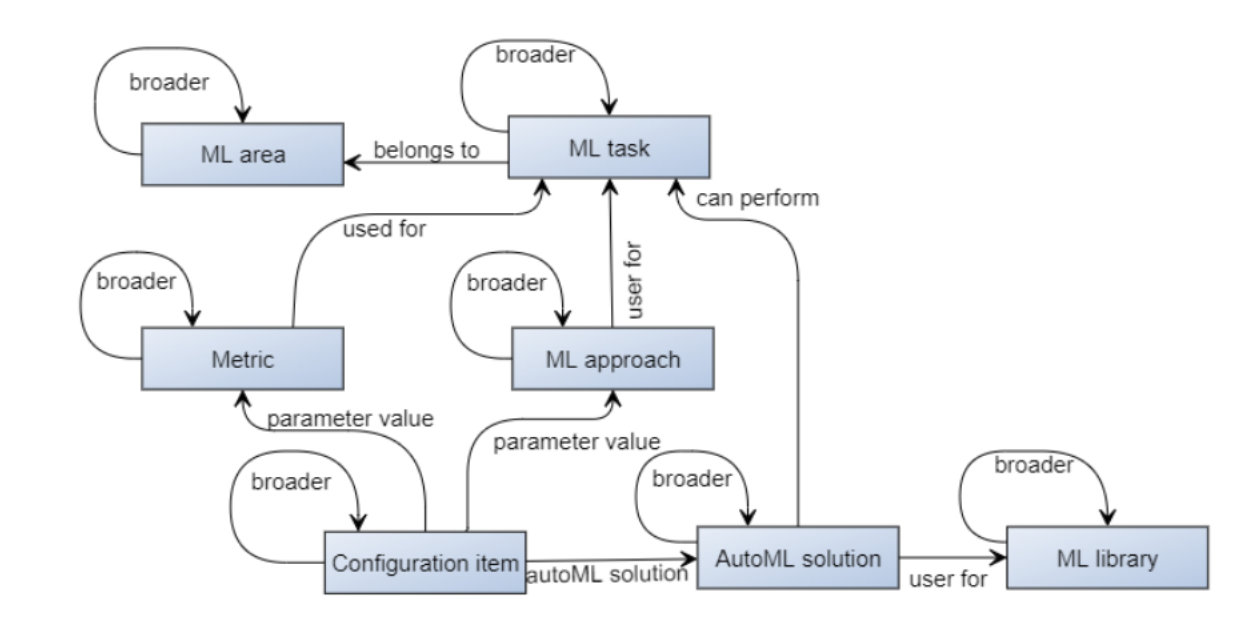 broader
broader
ML area
belongs to
ML task
can perform
used for
user for
broader
broader
Metric
ML approach
parameter value
parameter value
broader
broader
broader
Configuration item
autoML solution
AutoML solution
user for
ML library